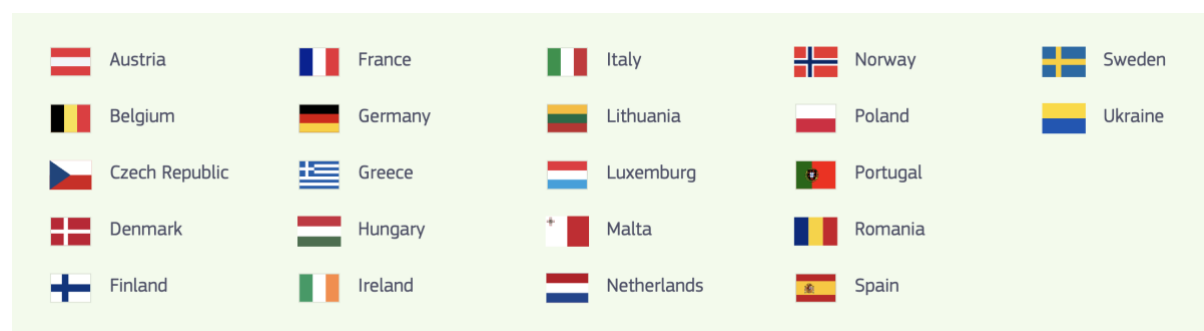 Austria
Belgium
Czech Republic
Denmark
Finland
France
Germany
Greece
Hungary
Ireland
Italy
Lithuania
Luxemburg
Malta
Netherlands
Norway
Poland
Portugal
Romania
Spain
Sweden
Ukraine